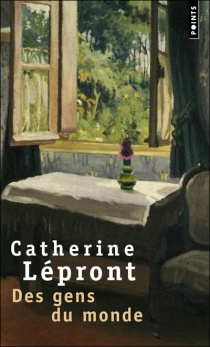 POINTS
Catherine
Lépront
Des gens
du monde